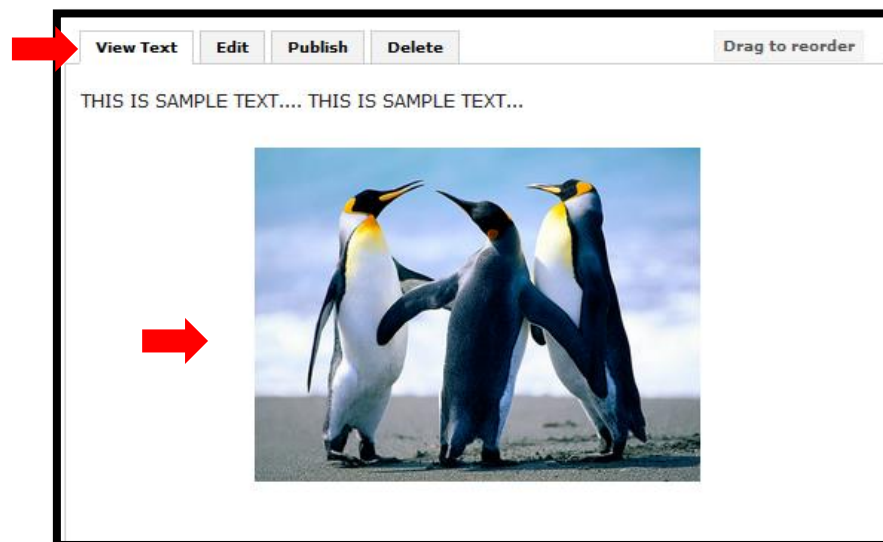 View Text Edit Publish Delete Drag to reorder
THIS IS SAMPLE TEXT.... THIS IS SAMPLE TEXT...